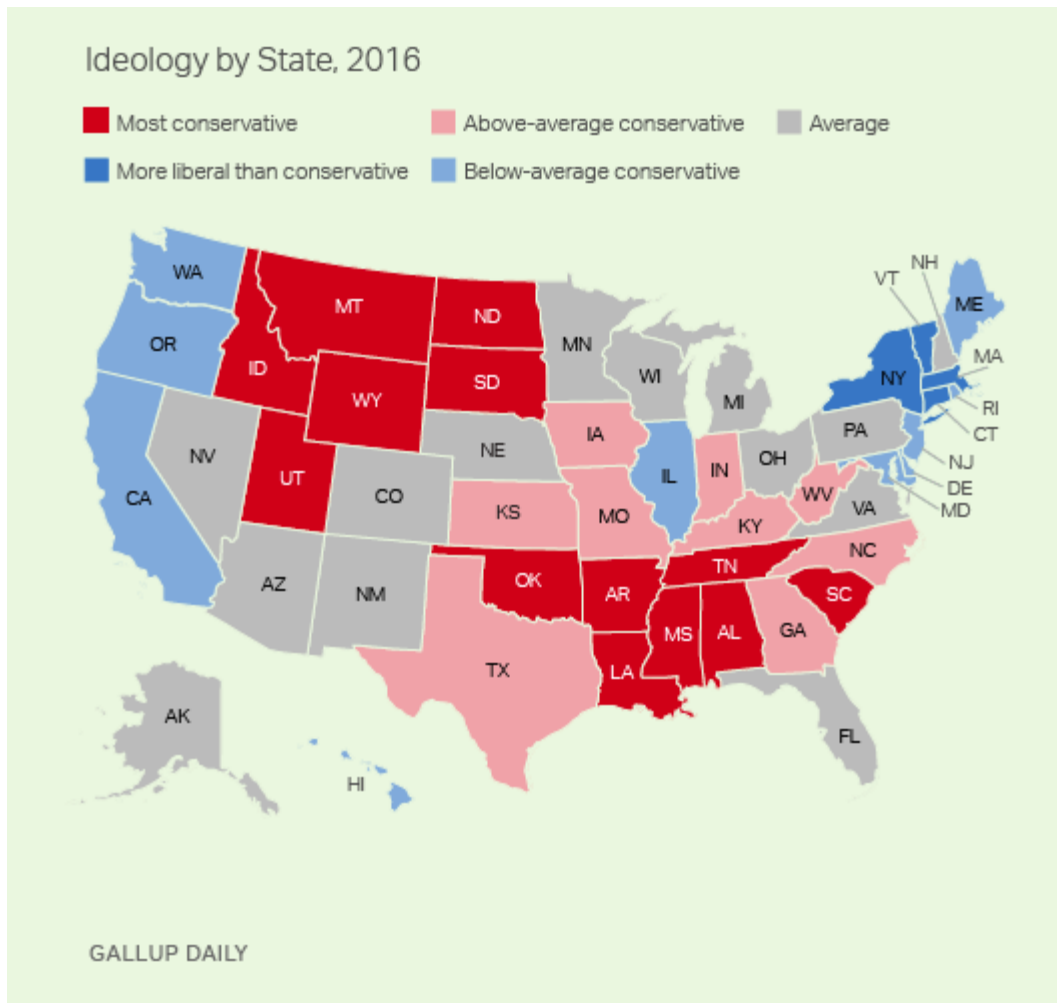 Ideology by State, 2016
Most conservative
Above-average conservative
Average
More liberal than conservative
Below-average conservative
WA
OR
CA
NV
ID
MT
WY
UT
AZ
CO
NM
ND
SD
NE
KS
OK
TX
MN
IA
MO
AR
LA
WI
IL
MS
MI
IN
KY
TN
AL
OH
WV
GA
FL
SC
NC
VA
PA
NY
VT
NH
ME
MA
RI
CT
NJ
DE
MD
AK
HI
GALLUP DAILY